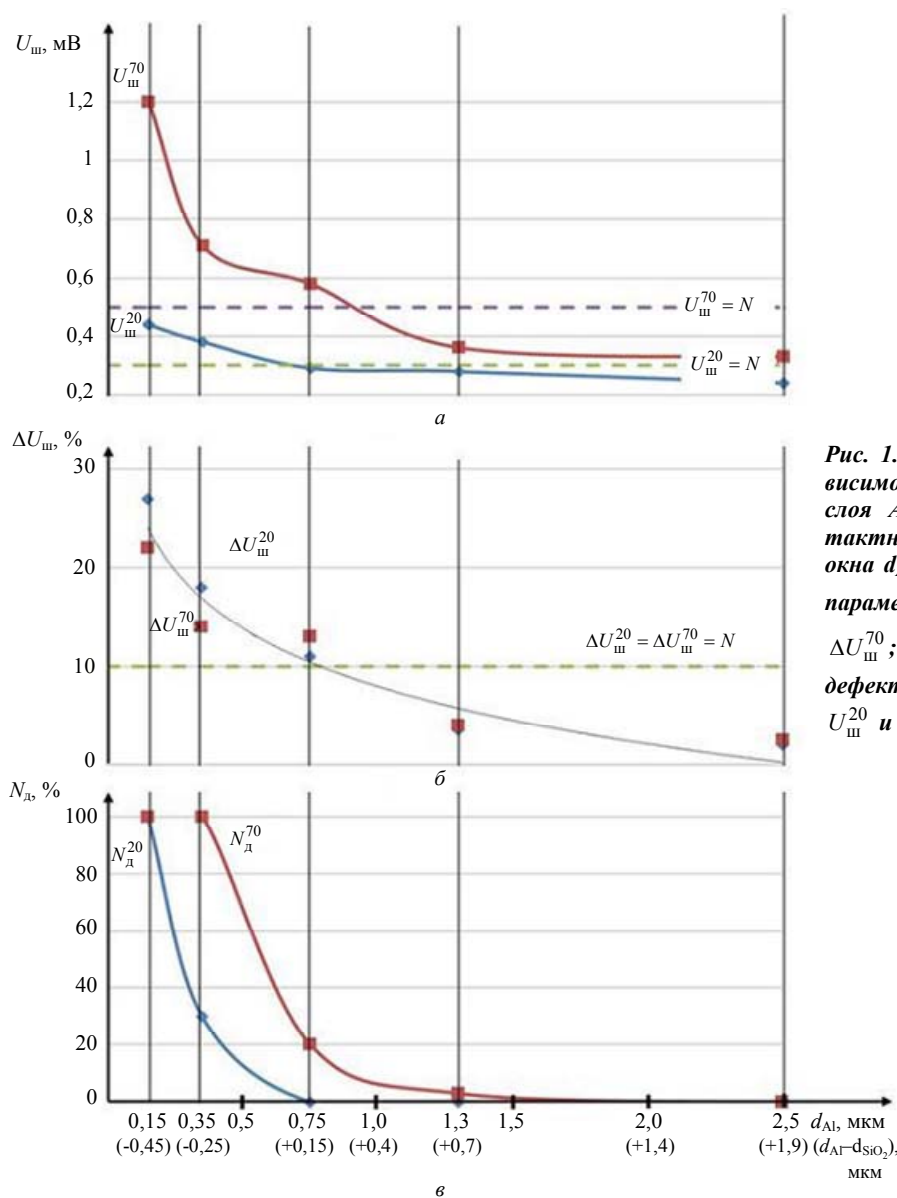 U_ш, мВ
U_ш^70
1,2
1
0,8
0,6
U_ш^70 = N
0,4
U_ш^20
U_ш^20 = N
0,2
а
ΔU_ш, %
30
ΔU_ш^20
20
ΔU_ш^70
ΔU_ш^20 = ΔU_ш^70 = N
10
0
б
N_д, %
100
N_д^20
N_д^70
80
60
40
20
0
0,15 0,35 0,5 0,75 1,0 1,3 1,5 2,0 2,5 d_Al, мкм
(-0,45) (-0,25) (+0,15) (+0,4) (+0,7) (+1,4) (+1,9) (d_Al–d_SiO2),
мкм
в
Рис. 1.
висимо
слоя
тактн
окна
параме
ΔU_ш^70 ;
дефект
U_ш^20 и